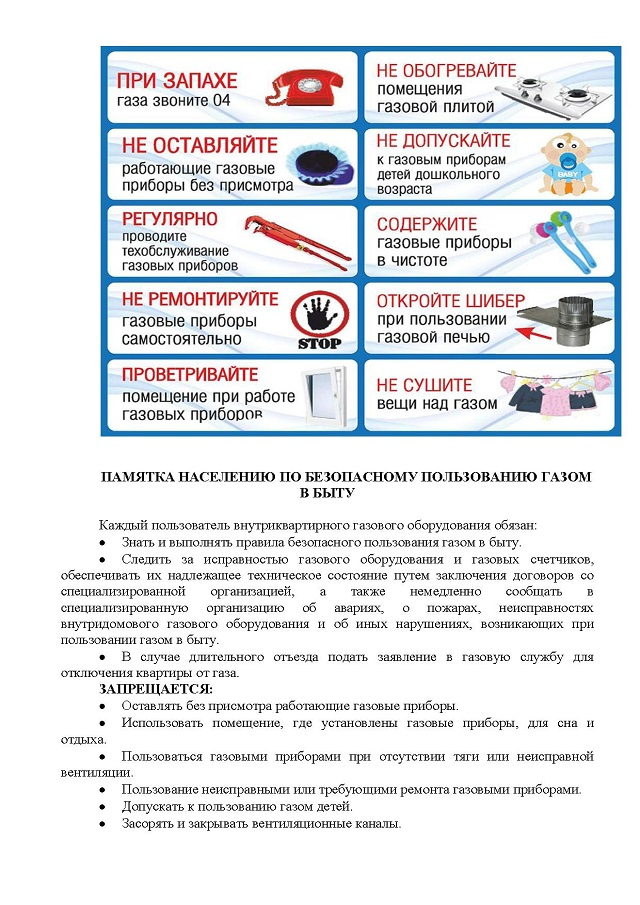 ПРИ ЗАПАХЕ
газа звоните 04
НЕ ОБОГРЕВАЙТЕ
помещения
газовой плитой
НЕ ОСТАВЛЯЙТЕ
работающие газовые
приборы без присмотра
НЕ ДОПУСКАЙТЕ
к газовым приборам
детей дошкольного
возраста
BABY
РЕГУЛЯРНО
проводите
техобслуживание
газовых приборов
СОДЕРЖИТЕ
газовые приборы
в чистоте
НЕ РЕМОНТИРУЙТЕ
газовые приборы
самостоятельно
STOP
ОТКРОЙТЕ ШИБЕР
при пользовании
газовой печью
ПРОВЕТРИВАЙТЕ
помещение при работе
газовых приборов
НЕ СУШИТЕ
вещи над газом
ПАМЯТКА НАСЕЛЕНИЮ ПО БЕЗОПАСНОМУ ПОЛЬЗОВАНИЮ ГАЗОМ
В БЫТУ
Каждый пользователь внутриквартирного газового оборудования обязан:
• Знать и выполнять правила безопасного пользования газом в быту.
• Следить за исправностью газового оборудования и газовых счетчиков,
обеспечивать их надлежащее техническое состояние путем заключения договоров со
специализированной организацией, а также немедленно сообщать в
специализированную организацию об авариях, о пожарах, неисправностях
внутридомового газового оборудования и об иных нарушениях, возникающих при
пользовании газом в быту.
• В случае длительного отъезда подать заявление в газовую службу для
отключения квартиры от газа.
ЗАПРЕЩАЕТСЯ:
• Оставлять без присмотра работающие газовые приборы.
• Использовать помещение, где установлены газовые приборы, для сна и
отдыха.
• Пользоваться газовыми приборами при отсутствии тяги или неисправной
вентиляции.
• Пользование неисправными или требующими ремонта газовыми приборами.
• Допускать к пользованию газом детей.
• Засорять и закрывать вентиляционные каналы.